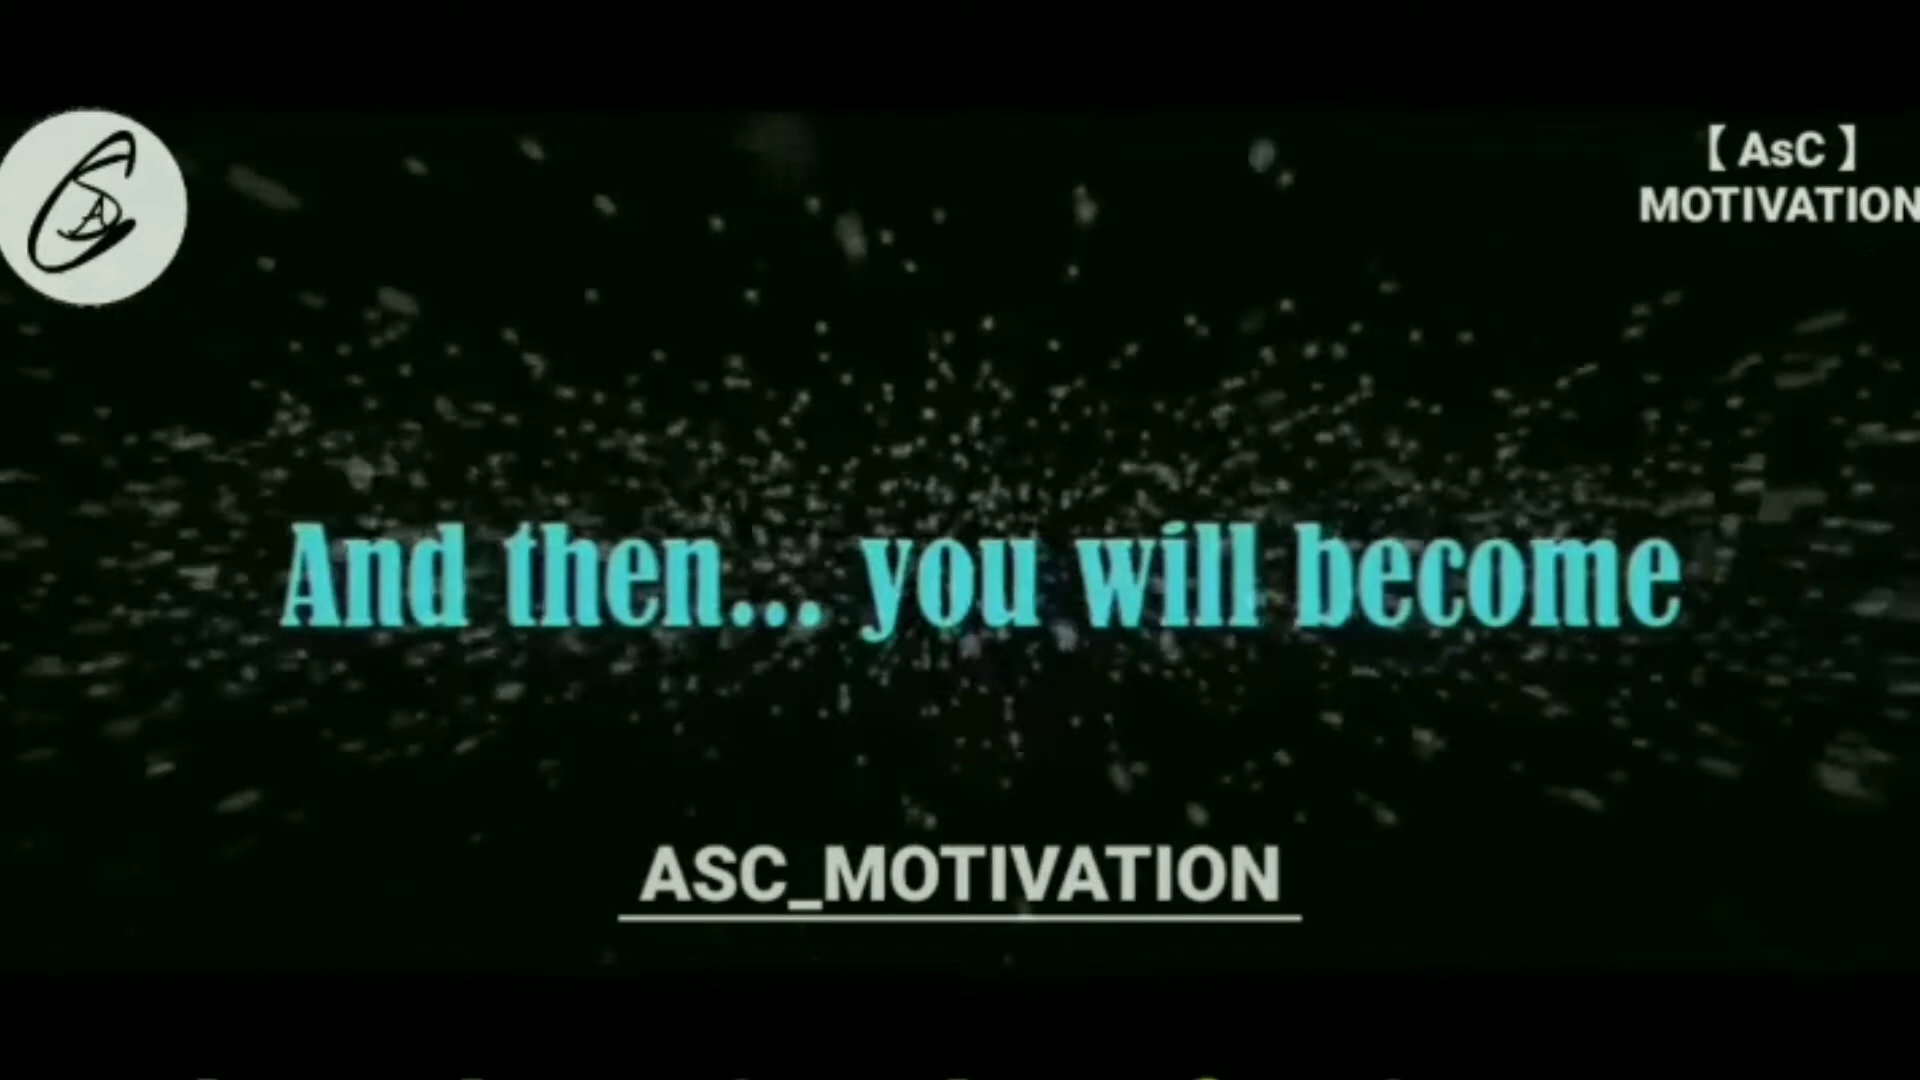 【 AsC 】
MOTIVATION
And then... you will become
ASC_MOTIVATION